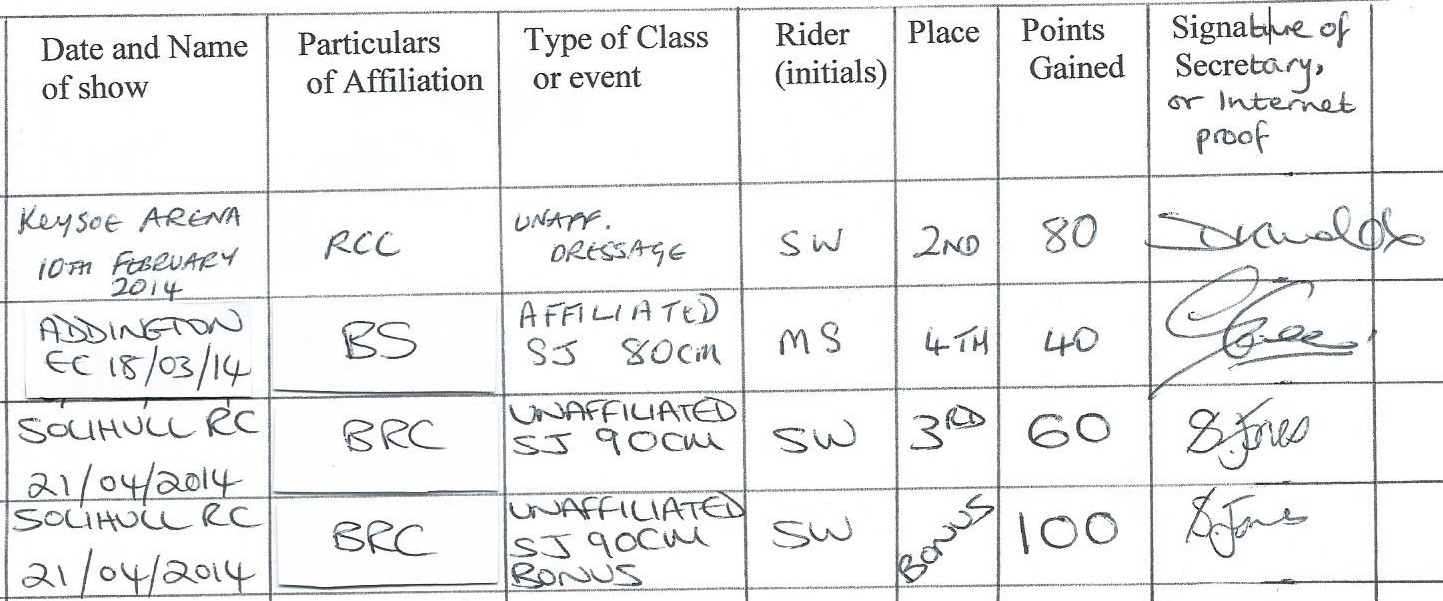 Date and Name
of show
Particulars
of Affiliation
Type of Class
or event
Rider
(initials)
Place
Points
Gained
Signature of
Secretary,
or Internet
proof
KEYSOE ARENA
10TH FEBRUARY
2014
RCC
UNAFF.
DRESSAGE
SW
2ND
80
ADDINGTON
EC 18/03/14
BS
AFFILIATED
SJ 80cm
MS
4TH
40
SOLIHULL RC
21/04/2014
BRC
UNAFFILIATED
SJ 90CM
SW
3RD
60
S. Jones
SOLIHULL RC
21/04/2014
BRC
UNAFFILIATED
SJ 90CM
BONUS
SW
BONUS
100
S. Jones